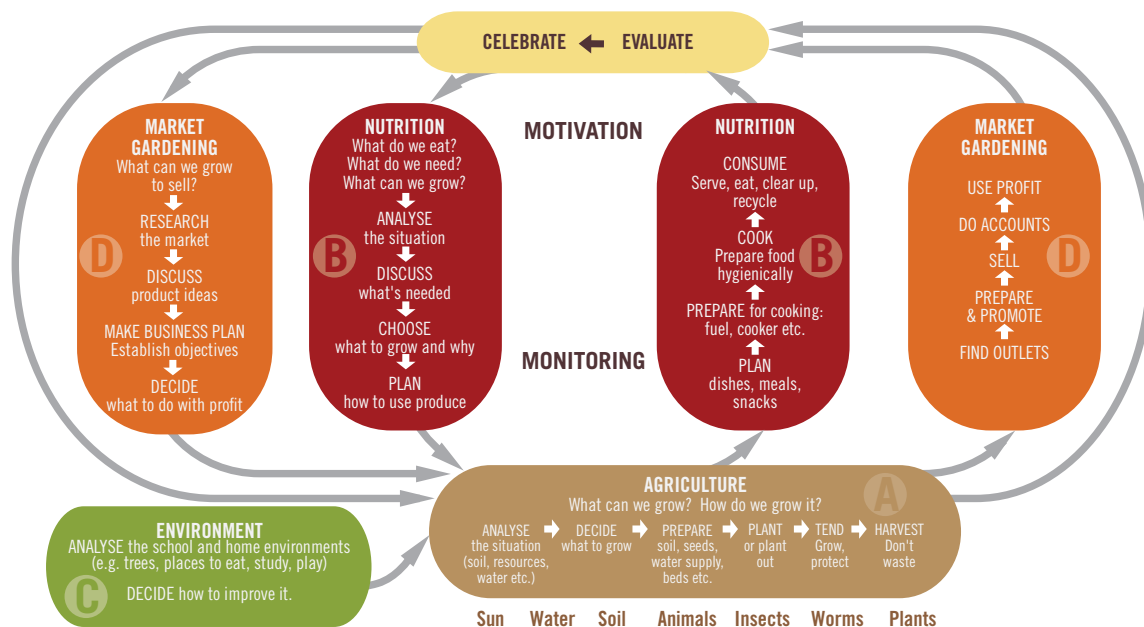 CELEBRATE EVALUATE
MARKET
GARDENING
What can we grow
to sell?
RESEARCH
the market
DISCUSS
product ideas
MAKE BUSINESS PLAN
Establish objectives
DECIDE
what to do with profit
D
NUTRITION
What do we eat?
What do we need?
What can we grow?
ANALYSE
the situation
DISCUSS
what's needed
CHOOSE
what to grow and why
PLAN
how to use produce
B
MOTIVATION
MONITORING
NUTRITION
CONSUME
Serve, eat, clear up,
recycle
COOK
Prepare food
hygienically
PREPARE for cooking:
fuel, cooker etc.
PLAN
dishes, meals,
snacks
B
MARKET
GARDENING
USE PROFIT
DO ACCOUNTS
SELL
PREPARE
& PROMOTE
FIND OUTLETS
D
ENVIRONMENT
ANALYSE the school and home environments
(e.g. trees, places to eat, study, play)
DECIDE how to improve it.
C
AGRICULTURE
What can we grow? How do we grow it?
A
ANALYSE
the situation
(soil, resources,
water etc.)
DECIDE
what to grow
PREPARE
soil, seeds,
water supply,
beds etc.
PLANT
or plant
out
TEND
Grow,
protect
HARVEST
Don't
waste
Sun Water Soil Animals Insects Worms Plants